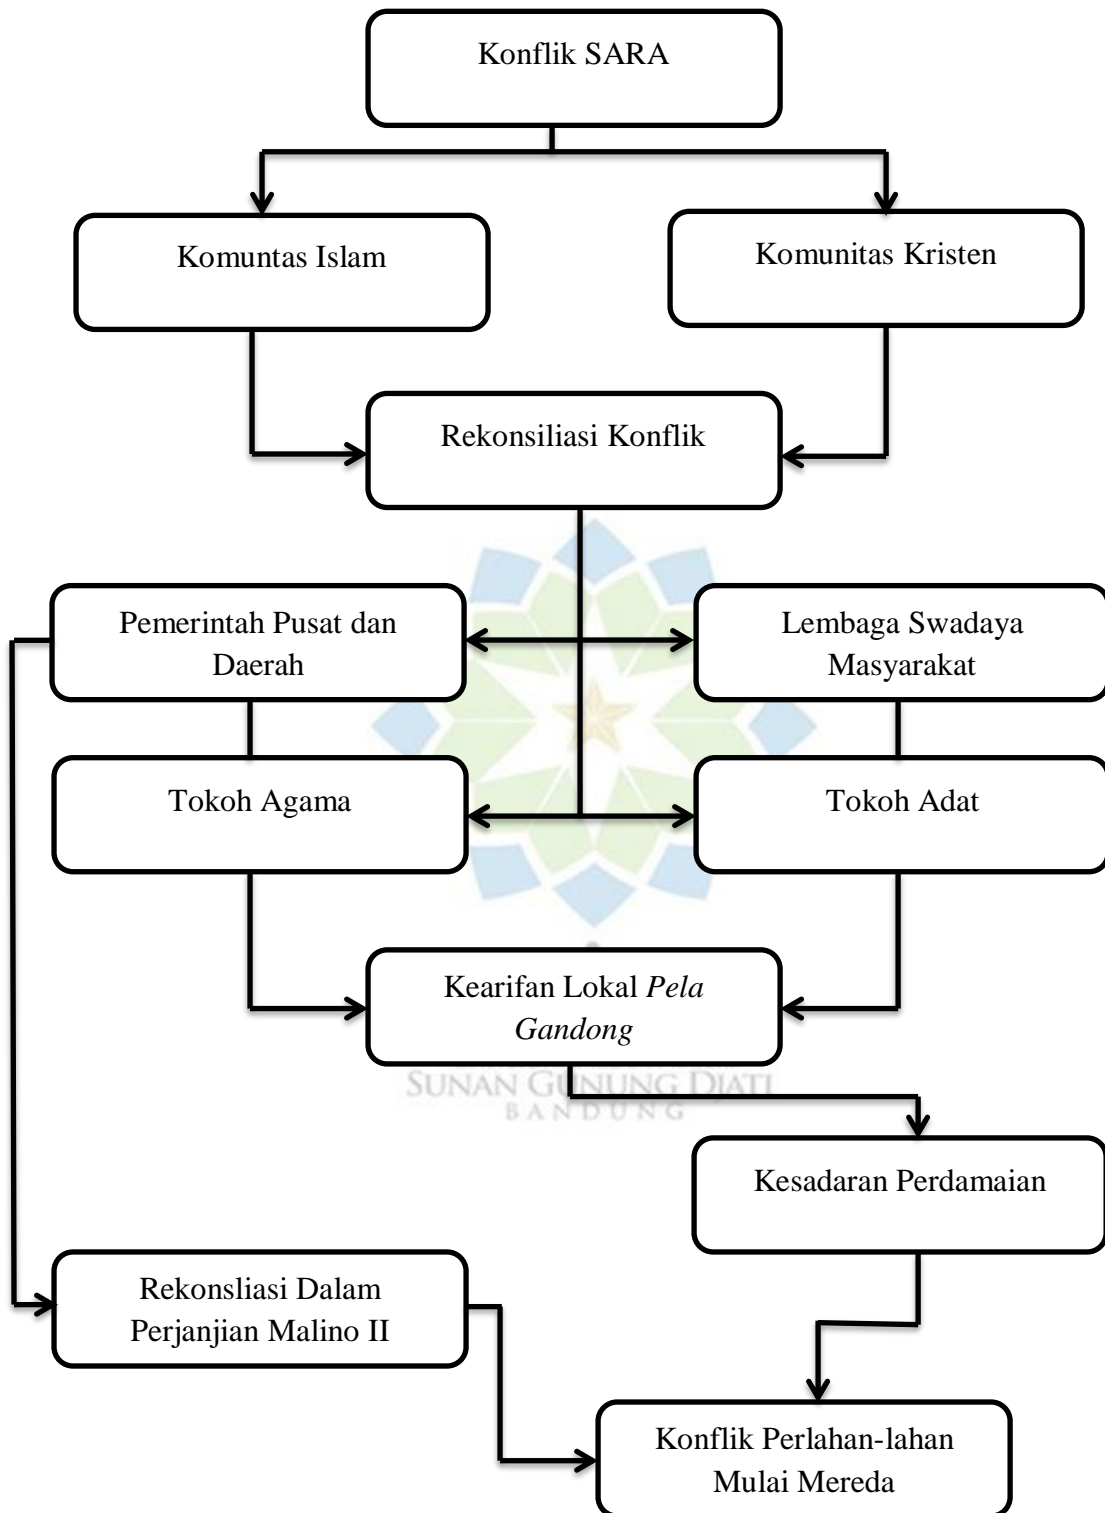 Konflik SARA
Komuntas Islam
Komunitas Kristen
Rekonsiliasi Konflik
Pemerintah Pusat dan
Daerah
Lembaga Swadaya
Masyarakat
Tokoh Agama
Tokoh Adat
Kearifan Lokal Pela
Gandong
SUNAN GUNUNG DJATI
BANDUNG
Kesadaran Perdamaian
Rekonsliasi Dalam
Perjanjian Malino II
Konflik Perlahan-lahan
Mulai Mereda